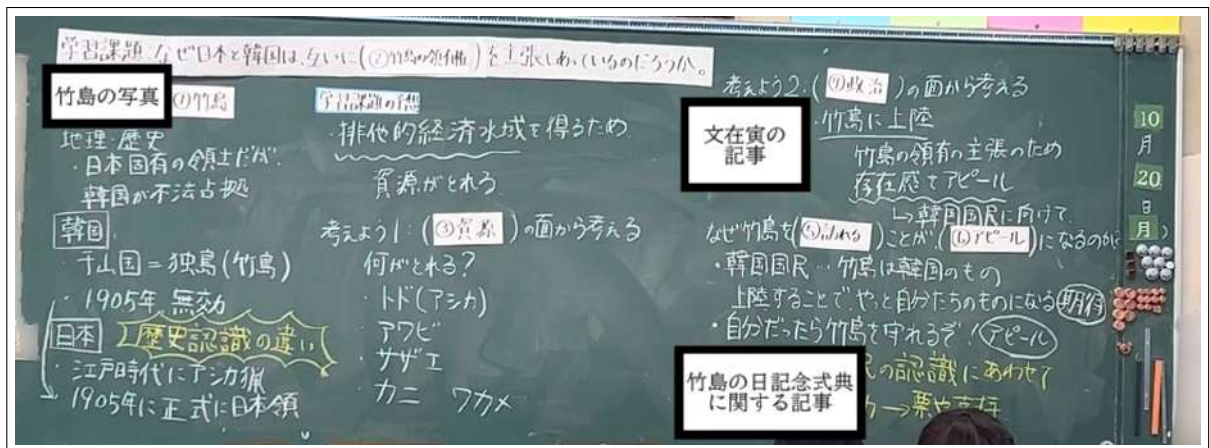 学習課題、なぜ日本と韓国は、互いに(②竹島の領有権)を主張しあっているのだろうか。
竹島の写真
①竹島
地理・歴史
・日本固有の領土だが、
韓国が不法占拠
韓国
・于山国=独島(竹島)
・1905年 無効
日本
歴史認識の違い
・江戸時代にアシカ猟
1905年に正式に日本領
学習課題の予想
・排他的経済水域を得るため
資源がとれる
考えよう1:(③資源)の面から考える
何がとれる?
・トド(アシカ)
・アワビ
・サザエ
・カニ ワカメ
考えよう2:(④政治)の面から考える
文在寅の
記事
・竹島に上陸
竹島の領有の主張のため
存在感をアピール
↳韓国国民に向けて
なぜ竹島を(⑤訪れる)ことが(⑥アピール)になるのか
・韓国国民…竹島は韓国のもの
上陸することで、やっと自分たちのものになる 期待
・自分だったら竹島を守れるぞ! アピール
竹島の日記念式典
に関する記事
の認識にあわせて
→票や支持
10
月
20
日
月